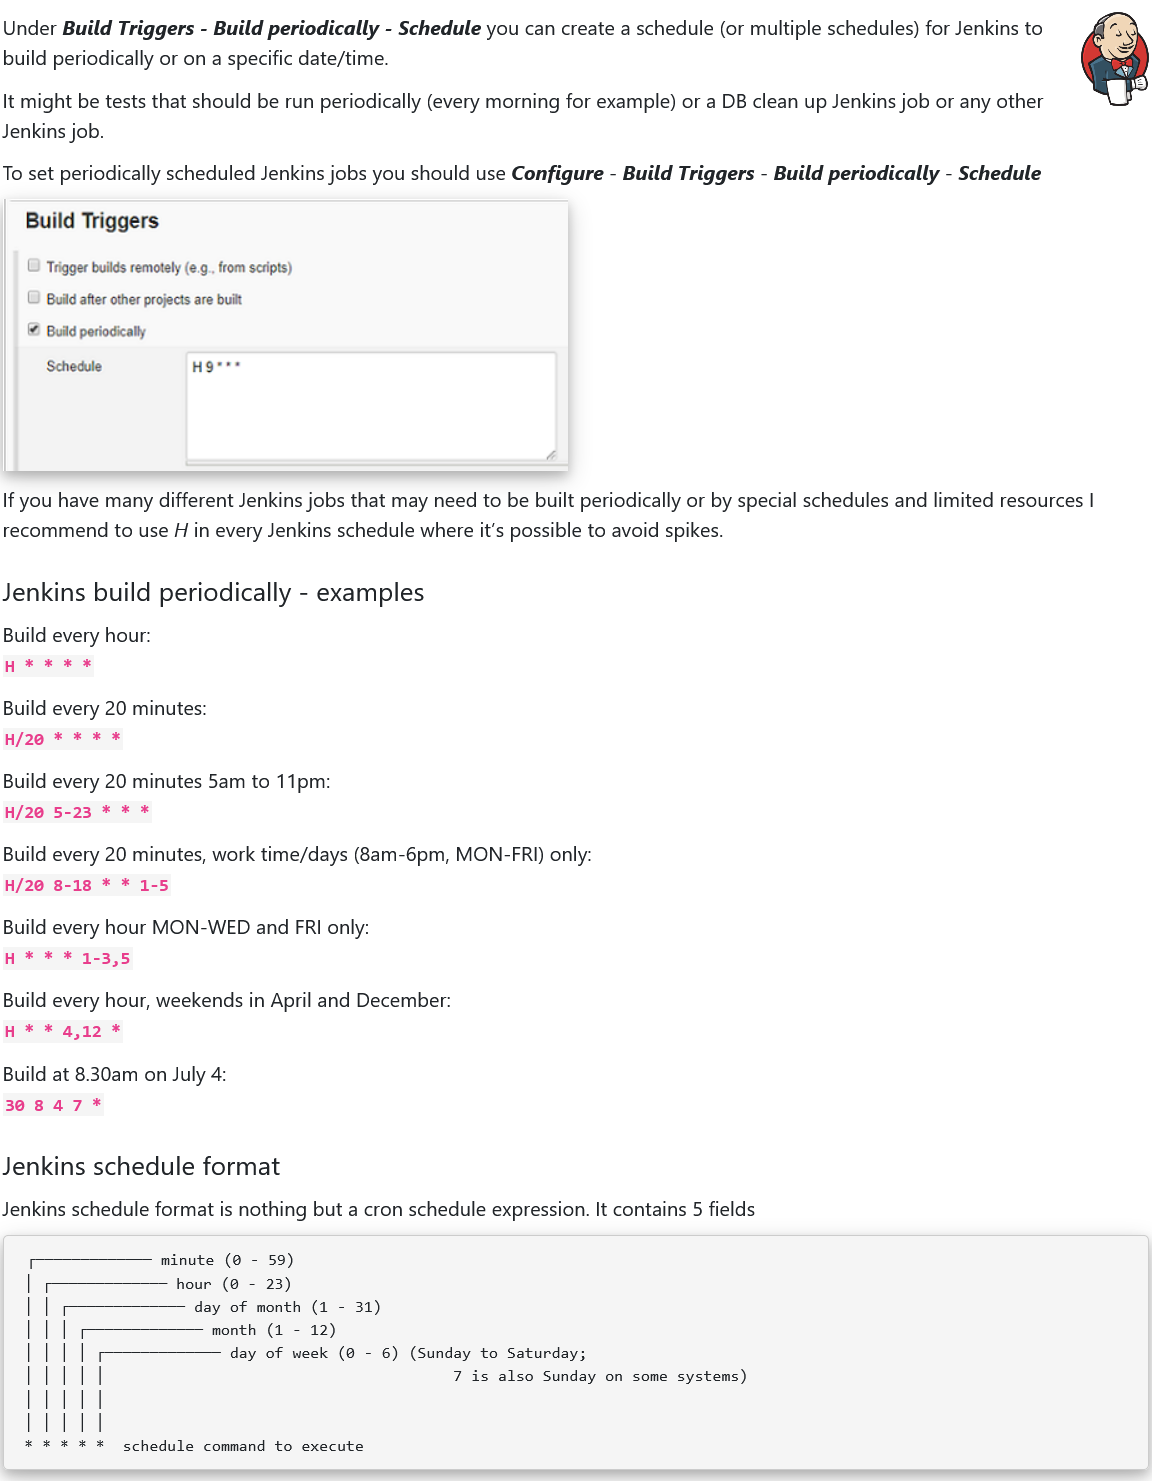 Under Build Triggers - Build periodically - Schedule you can create a schedule (or multiple schedules) for Jenkins to
build periodically or on a specific date/time.
It might be tests that should be run periodically (every morning for example) or a DB clean up Jenkins job or any other
Jenkins job.
To set periodically scheduled Jenkins jobs you should use Configure - Build Triggers - Build periodically - Schedule
Build Triggers
Trigger builds remotely (e.g., from scripts)
Build after other projects are built
Build periodically
Schedule
H 9 * * *
If you have many different Jenkins jobs that may need to be built periodically or by special schedules and limited resources I
recommend to use H in every Jenkins schedule where it’s possible to avoid spikes.
Jenkins build periodically - examples
Build every hour:
H * * * *
Build every 20 minutes:
H/20 * * * *
Build every 20 minutes 5am to 11pm:
H/20 5-23 * * *
Build every 20 minutes, work time/days (8am-6pm, MON-FRI) only:
H/20 8-18 * * 1-5
Build every hour MON-WED and FRI only:
H * * * 1-3,5
Build every hour, weekends in April and December:
H * * 4,12 *
Build at 8.30am on July 4:
30 8 4 7 *
Jenkins schedule format
Jenkins schedule format is nothing but a cron schedule expression. It contains 5 fields
minute (0 - 59)
hour (0 - 23)
day of month (1 - 31)
month (1 - 12)
day of week (0 - 6) (Sunday to Saturday;
7 is also Sunday on some systems)
* * * * * schedule command to execute